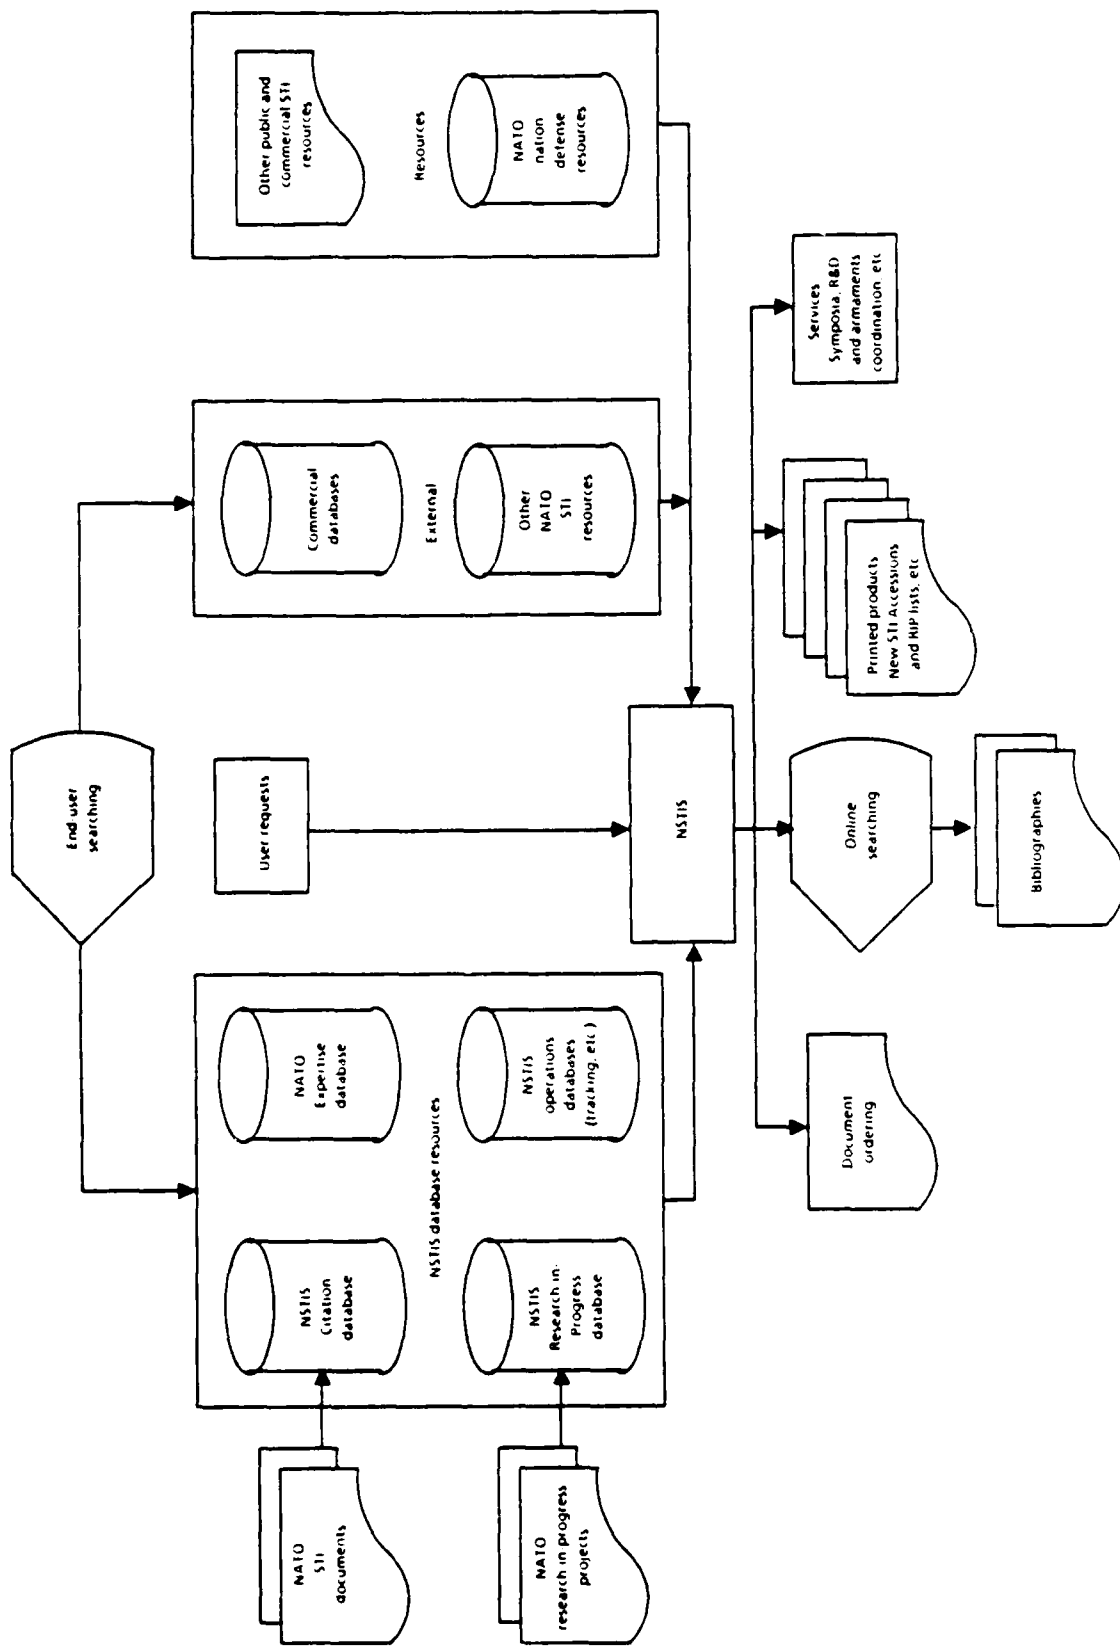 End-user
searching
User requests
NATO
STI
documents
NATO
research in progress
projects
NSTIS
Citation
database
NATO
Expertise
database
NSTIS database resources
NSTIS
Research in-
Progress
database
NSTIS
operations
databases
(tracking, etc )
Commercial
databases
External
Other
NATO
STI
resources
Other public and
commercial STI
resources
Resources
NATO
nation
defense
resources
NSTIS
Document
ordering
Online
searching
Bibliographies
Printed products
New STI Accessions
and RIP lists, etc
Services
Symposia, R&D
and armaments
coordination, etc